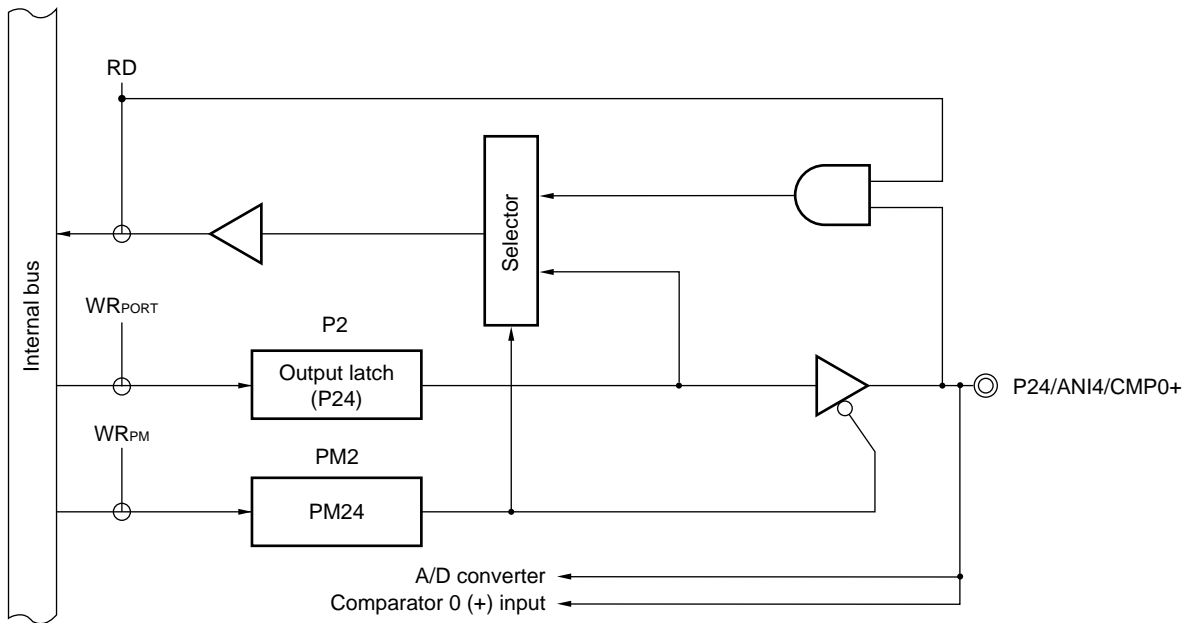 RD
Selector
Internal bus
WRPORT
P2
Output latch
(P24)
P24/ANI4/CMP0+
WRPM
PM2
PM24
A/D converter
Comparator 0 (+) input